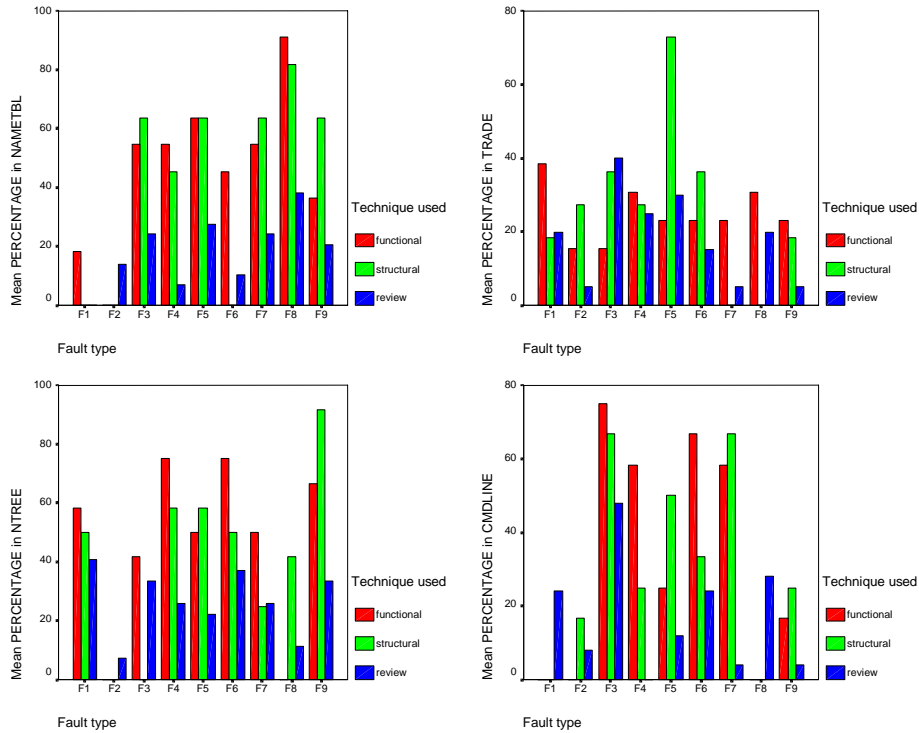 Mean PERCENTAGE in NAMETBL
100
80
60
40
20
0
F1 F2 F3 F4 F5 F6 F7 F8 F9
Fault type
Technique used
functional
structural
review
Mean PERCENTAGE in TRADE
80
60
40
20
0
F1 F2 F3 F4 F5 F6 F7 F8 F9
Fault type
Technique used
functional
structural
review
Mean PERCENTAGE in NTREE
100
80
60
40
20
0
F1 F2 F3 F4 F5 F6 F7 F8 F9
Fault type
Technique used
functional
structural
review
Mean PERCENTAGE in CMDLINE
80
60
40
20
0
F1 F2 F3 F4 F5 F6 F7 F8 F9
Fault type
Technique used
functional
structural
review